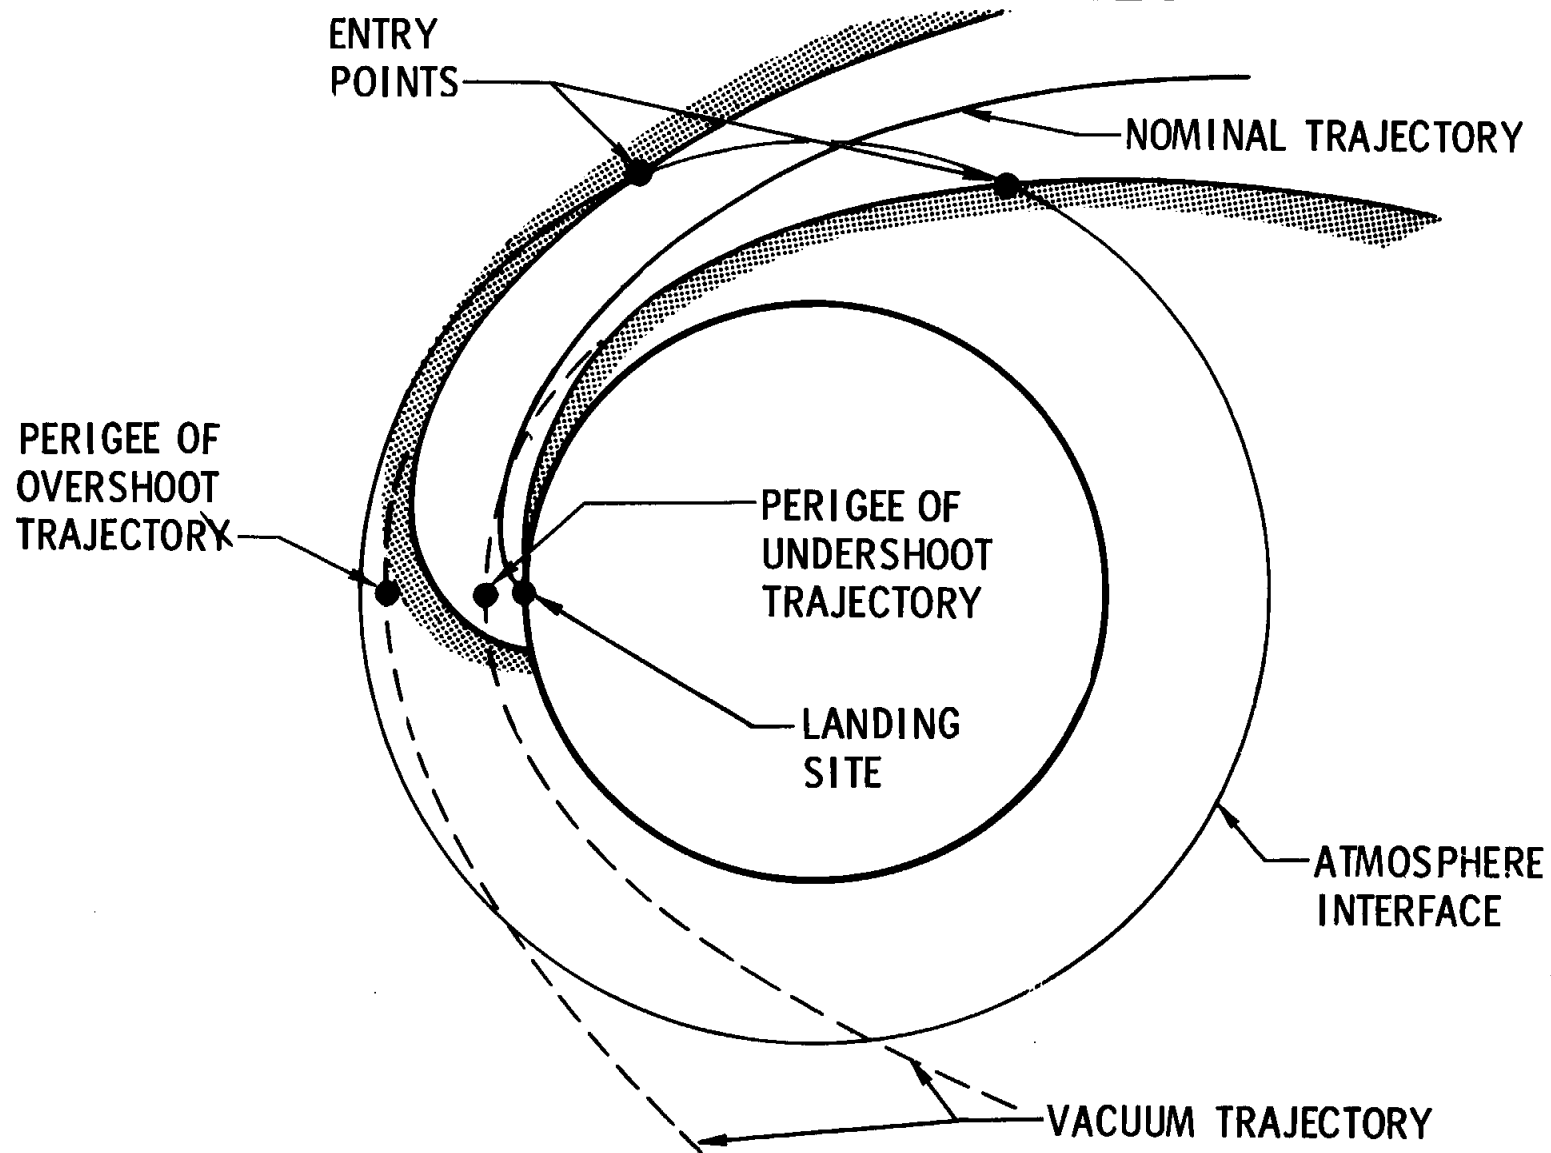 ENTRY
POINTS
NOMINAL TRAJECTORY
PERIGEE OF
OVERSHOOT
TRAJECTORY
PERIGEE OF
UNDERSHOOT
TRAJECTORY
LANDING
SITE
ATMOSPHERE
INTERFACE
VACUUM TRAJECTORY